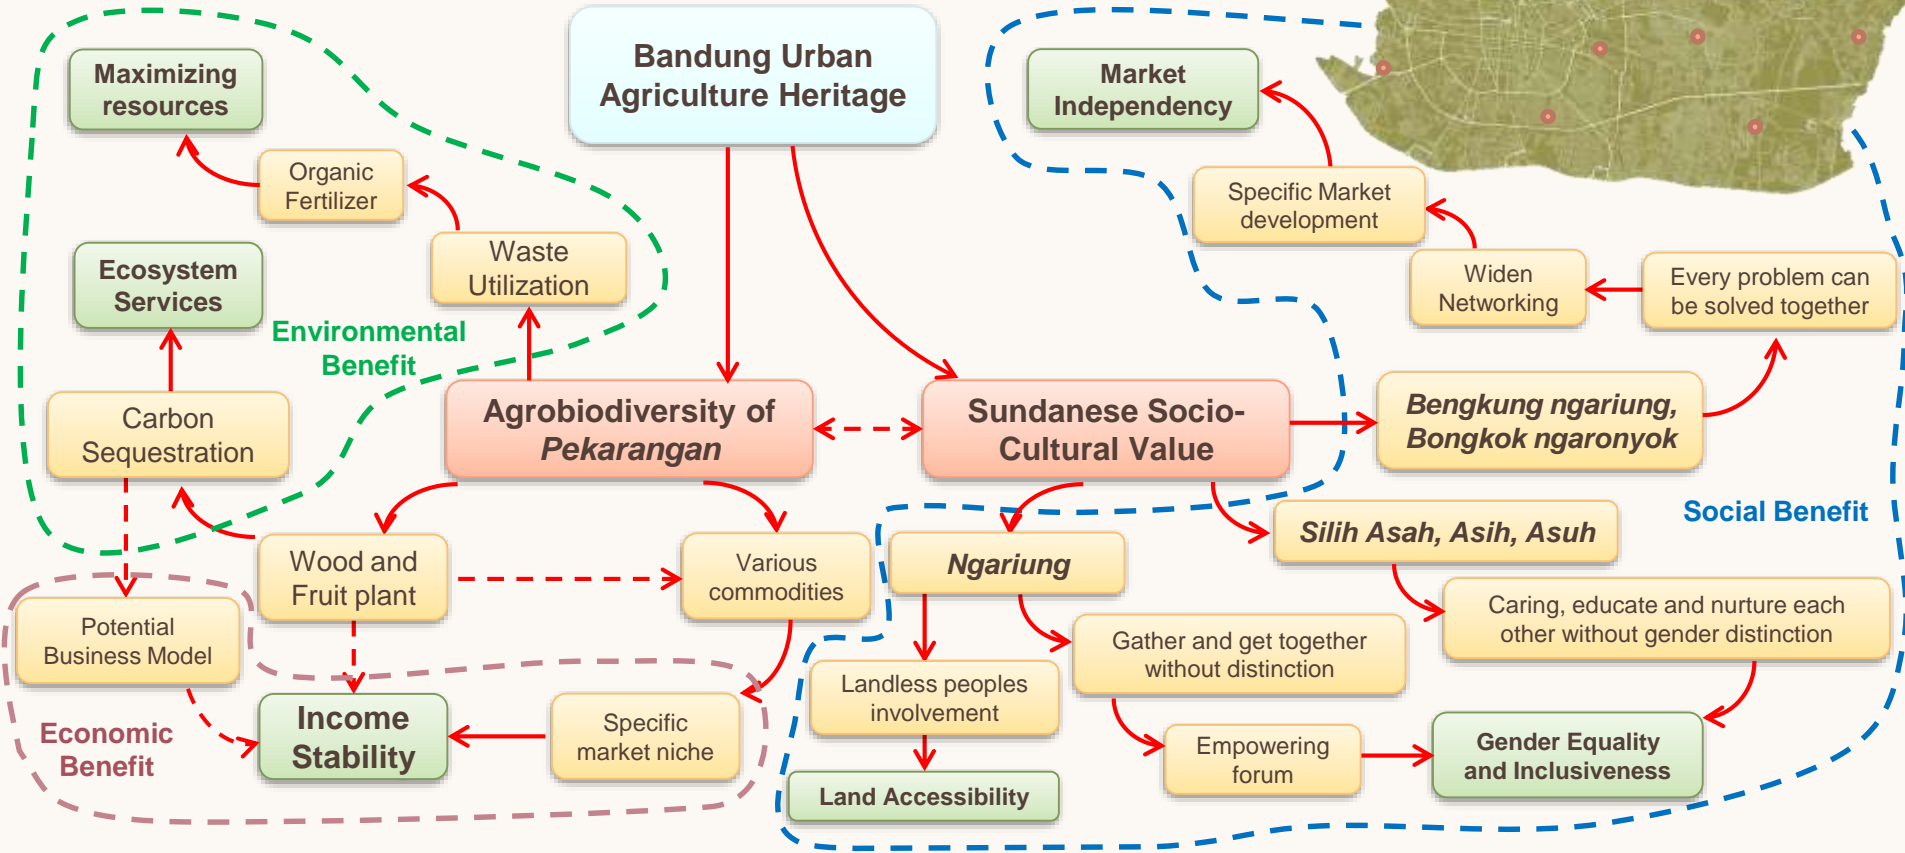 Bandung Urban
Agriculture Heritage
Maximizing
resources
Organic
Fertilizer
Waste
Utilization
Ecosystem
Services
Environmental
Benefit
Carbon
Sequestration
Agrobiodiversity of
Pekarangan
Wood and
Fruit plant
Various
commodities
Potential
Business Model
Economic
Benefit
Income
Stability
Specific
market niche
Market
Independency
Specific Market
development
Widen
Networking
Every problem can
be solved together
Sundanese Socio-
Cultural Value
Bengkung ngariung,
Bongkok ngaronyok
Social Benefit
Silih Asah, Asih, Asuh
Ngariung
Caring, educate and nurture each
other without gender distinction
Gather and get together
without distinction
Landless peoples
involvement
Empowering
forum
Gender Equality
and Inclusiveness
Land Accessibility